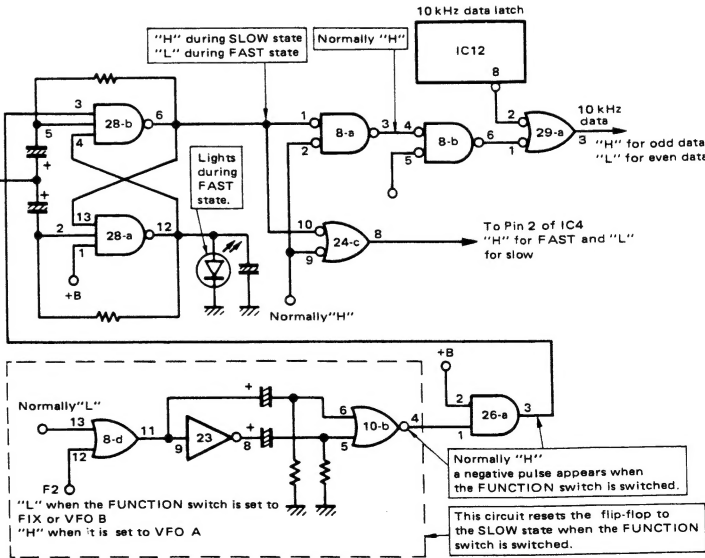 10 kHz data latch
"H" during SLOW state
"L" during FAST state
Normally "H"
IC12
8
3
5
4
28-b
6
1
2
8-a
3
4
5
8-b
6
2
1
29-a
3
10 kHz
data
"H" for odd data
"L" for even data
+
+
Lights
during
FAST
state.
13
2
1
28-a
12
+B
10
9
24-c
8
To Pin 2 of IC4
"H" for FAST and "L"
for slow
Normally "H"
+B
2
1
26-a
3
Normally "L"
13
12
8-d
11
9
23
8
+
+
6
5
10-b
4
F2
"L" when the FUNCTION switch is set to
FIX or VFO B
"H" when it is set to VFO A
Normally "H"
a negative pulse appears when
the FUNCTION switch is switched.
This circuit resets the flip-flop to
the SLOW state when the FUNCTION
switch is switched.